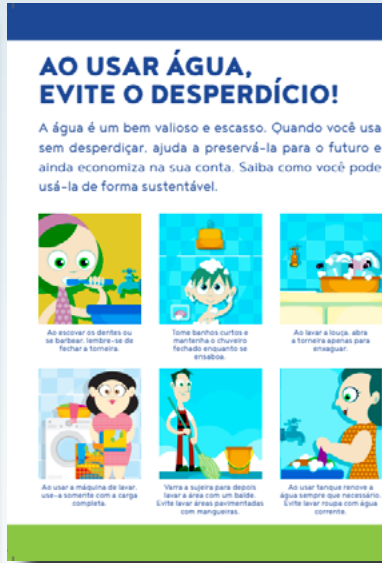 AO USAR ÁGUA,
EVITE O DESPERDÍCIO!
A água é um bem valioso e escasso. Quando você usa
sem desperdiçar, ajuda a preservá-la para o futuro e
ainda economiza na sua conta. Saiba como você pode
usá-la de forma sustentável.
Ao escovar os dentes ou
se barbear, lembre-se de
fechar a torneira.
Tome banhos curtos e
mantenha o chuveiro
fechado enquanto se
ensaboa.
Ao lavar a louça, abra
a torneira apenas para
enxaguar.
Ao usar a máquina de lavar,
use-a somente com a carga
completa.
Varra a sujeira para depois
lavar a área com um balde.
Evite lavar áreas pavimentadas
com mangueiras.
Ao usar tanque renove a
água sempre que necessário.
Evite lavar roupa com água
corrente.